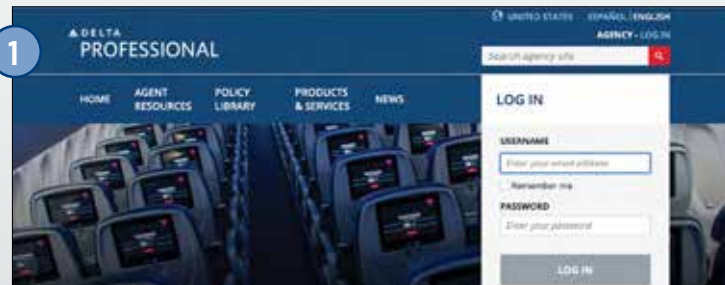 1
UNITED STATES ESPAÑOL | ENGLISH
DELTA
PROFESSIONAL
AGENCY - LOG IN
Search agency site
HOME
AGENT RESOURCES
POLICY LIBRARY
PRODUCTS & SERVICES
NEWS
LOG IN
USERNAME
Enter your email address
Remember me
PASSWORD
Enter your password
LOG IN